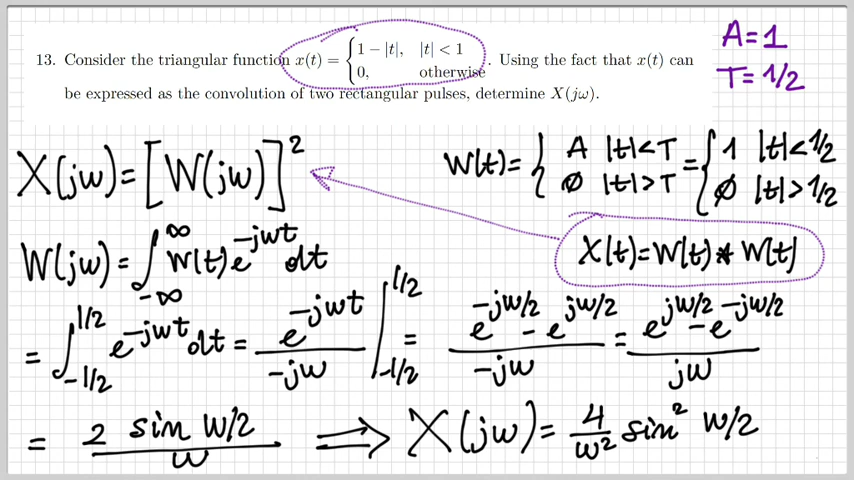 13. Consider the triangular function x(t) = { 1 − |t|, |t| < 1
0, otherwise . Using the fact that x(t) can
be expressed as the convolution of two rectangular pulses, determine X(jω).
A=1
T=1/2
X(jw)=[W(jw)]²
W(t)= { A |t|<T = { 1 |t|<1/2
Ø |t|>T Ø |t|>1/2
X(t)=W(t)*W(t)
W(jw)=∫_{-∞}^{∞} W(t)e^{-jwt}dt
= ∫_{-1/2}^{1/2} e^{-jwt}dt = e^{-jwt}/-jw |_{-1/2}^{1/2} = (e^{-jw/2} - e^{jw/2})/-jw = (e^{jw/2} - e^{-jw/2})/jw
= 2 sin w/2 / w ⟹ X(jw)= 4/w² sin² w/2